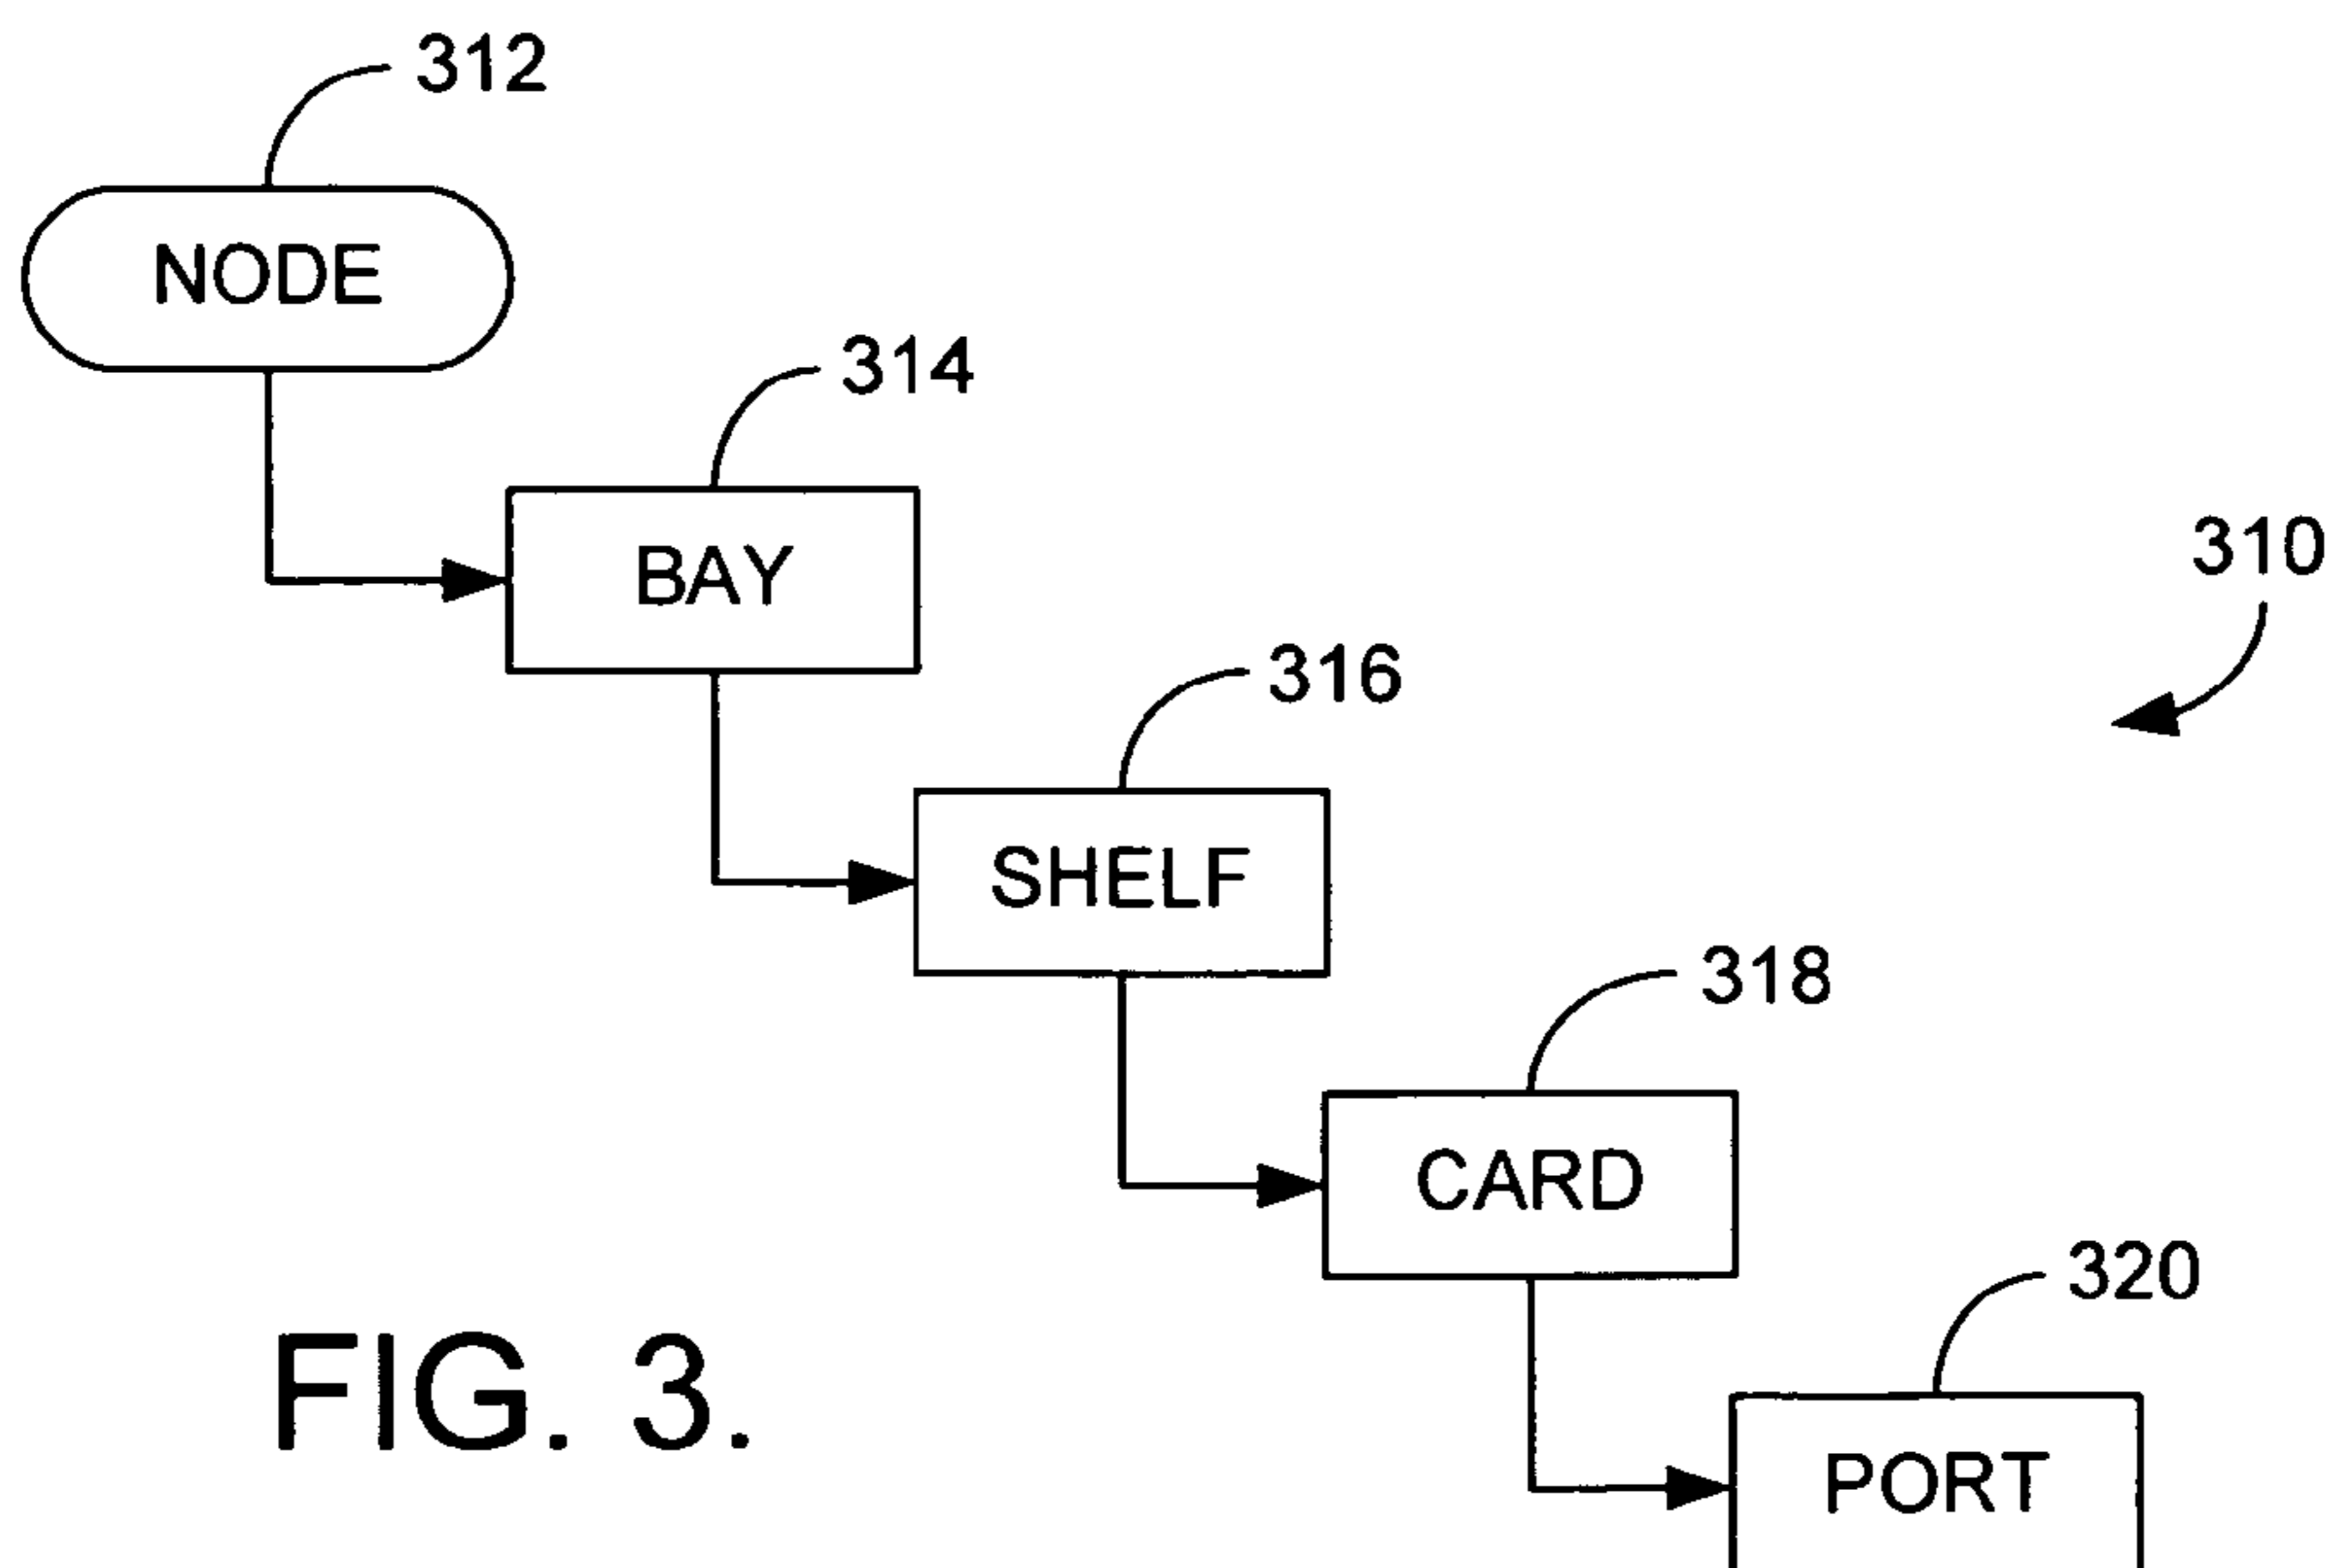 312
NODE
314
BAY
310
316
SHELF
318
CARD
320
FIG. 3.
PORT